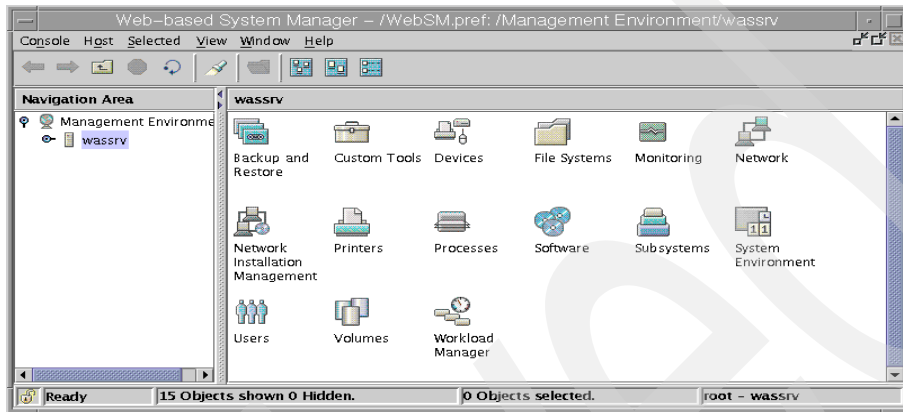 Web-based System Manager - /WebSM.pref: /Management Environment/wassrv
Console Host Selected View Window Help
Navigation Area
wassrv
Management Environme
wassrv
Backup and Restore
Custom Tools
Devices
File Systems
Monitoring
Network
Network Installation Management
Printers
Processes
Software
Subsystems
System Environment
Users
Volumes
Workload Manager
Ready
15 Objects shown 0 Hidden.
0 Objects selected.
root - wassrv